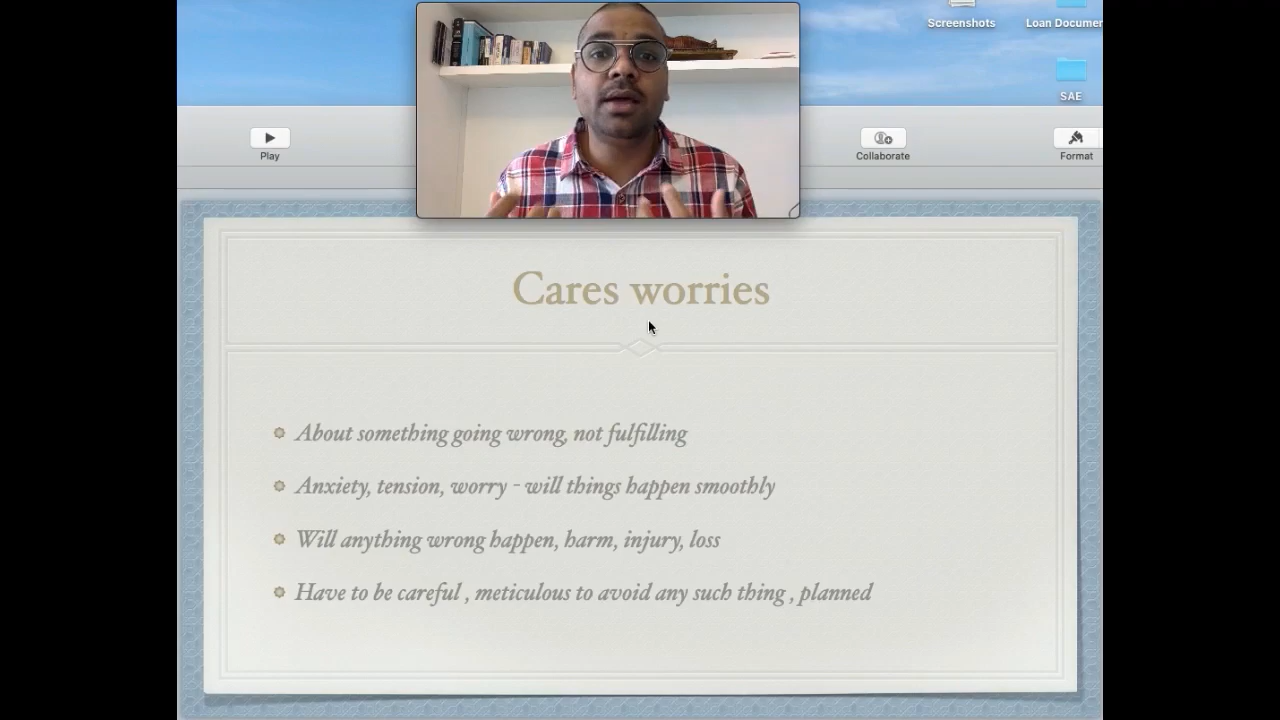 Screenshots
Loan Documen
SAE
Play
Collaborate
Format
Cares worries
About something going wrong, not fulfilling
Anxiety, tension, worry - will things happen smoothly
Will anything wrong happen, harm, injury, loss
Have to be careful , meticulous to avoid any such thing , planned